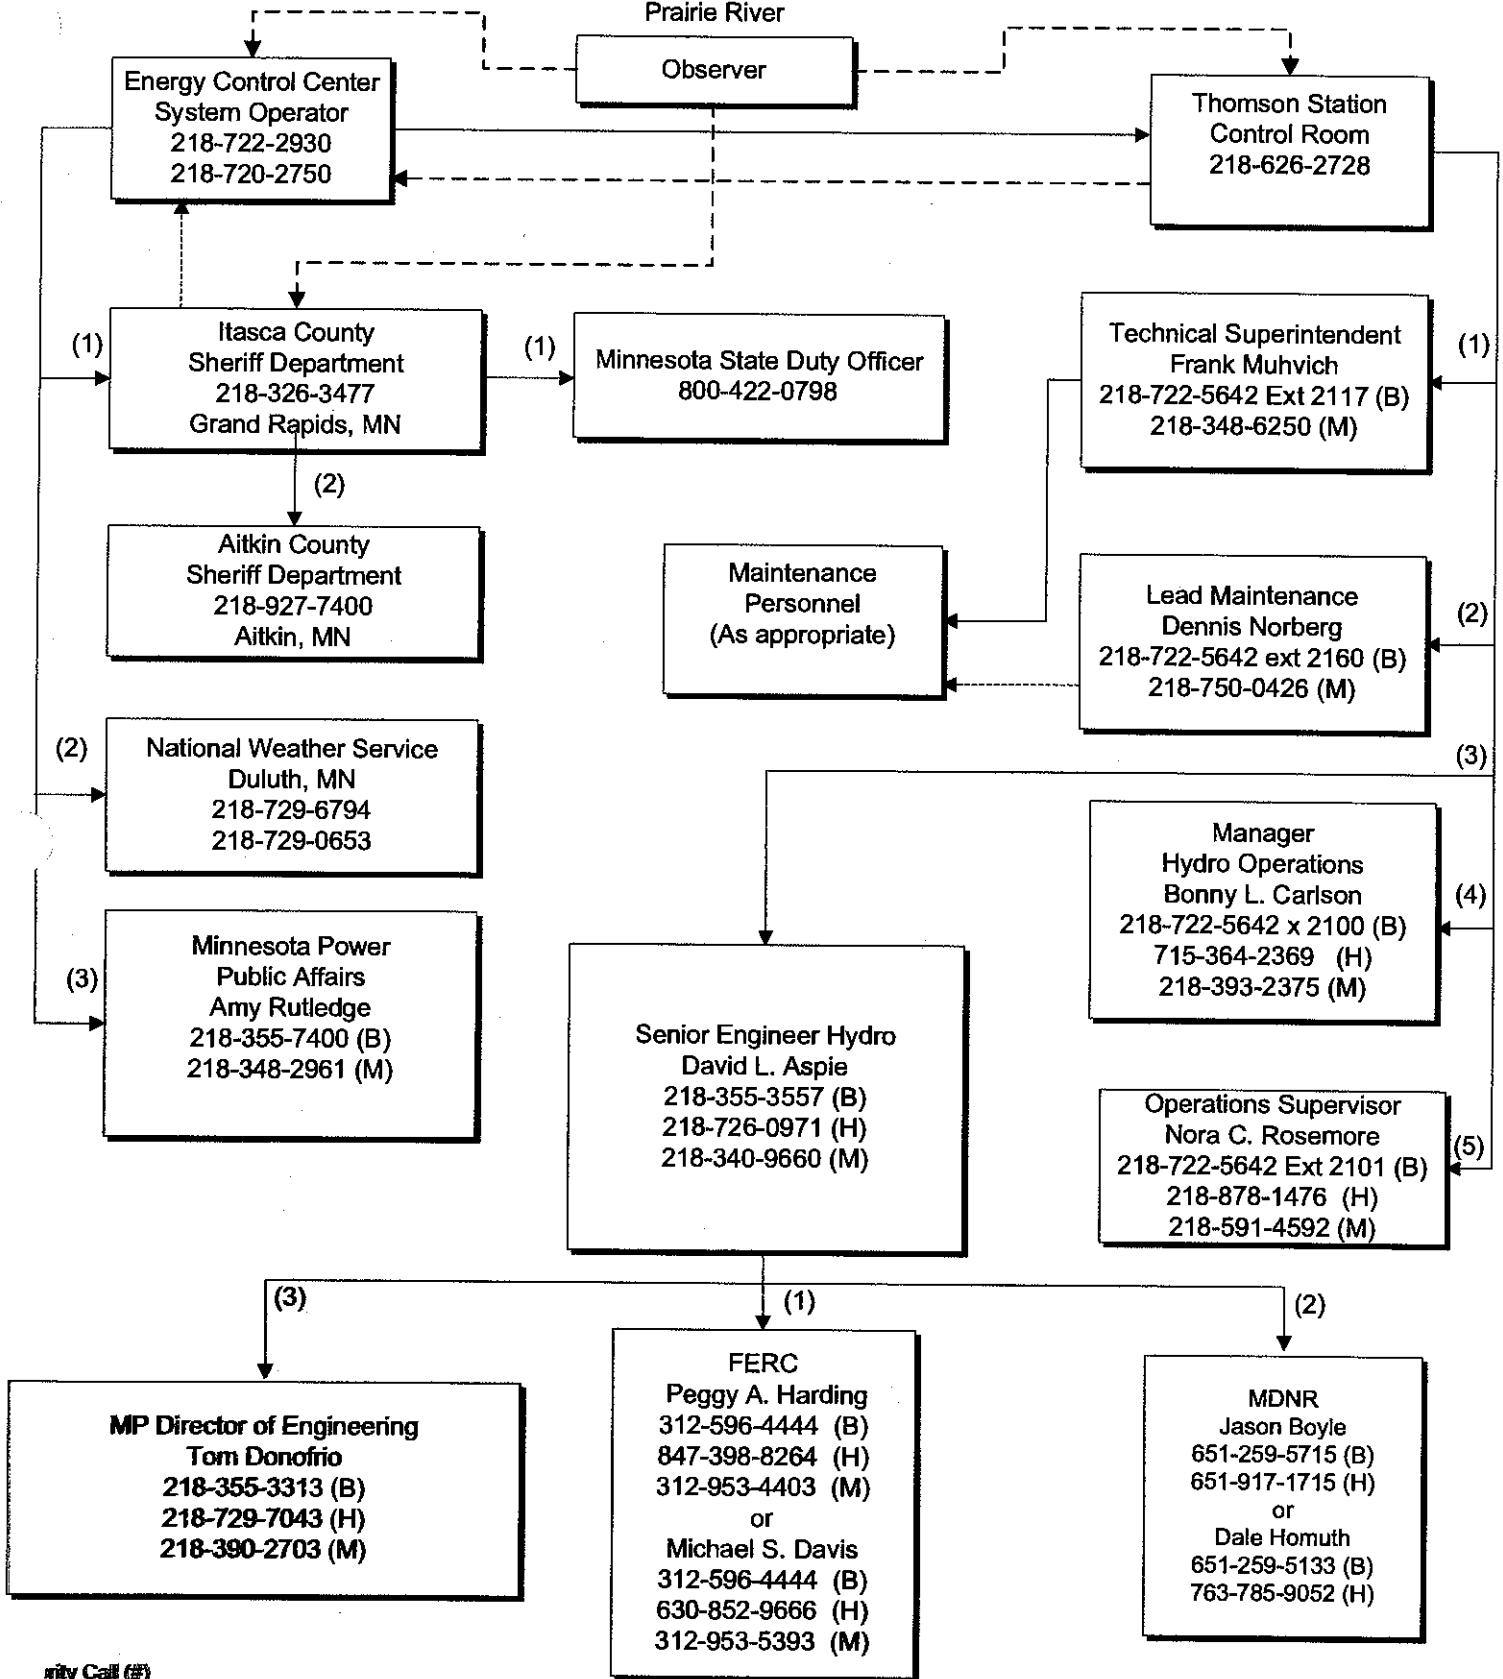 Prairie River
Observer
Energy Control Center
System Operator
218-722-2930
218-720-2750
Thomson Station
Control Room
218-626-2728
(1)
Itasca County
Sheriff Department
218-326-3477
Grand Rapids, MN
(1)
Minnesota State Duty Officer
800-422-0798
Technical Superintendent
Frank Muhvich
218-722-5642 Ext 2117 (B)
218-348-6250 (M)
(1)
(2)
Aitkin County
Sheriff Department
218-927-7400
Aitkin, MN
Maintenance
Personnel
(As appropriate)
Lead Maintenance
Dennis Norberg
218-722-5642 ext 2160 (B)
218-750-0426 (M)
(2)
(2)
National Weather Service
Duluth, MN
218-729-6794
218-729-0653
(3)
Manager
Hydro Operations
Bonny L. Carlson
218-722-5642 x 2100 (B)
715-364-2369 (H)
218-393-2375 (M)
(4)
(3)
Minnesota Power
Public Affairs
Amy Rutledge
218-355-7400 (B)
218-348-2961 (M)
Senior Engineer Hydro
David L. Aspie
218-355-3557 (B)
218-726-0971 (H)
218-340-9660 (M)
Operations Supervisor
Nora C. Rosemore
218-722-5642 Ext 2101 (B)
218-878-1476 (H)
218-591-4592 (M)
(5)
(3)
(1)
(2)
MP Director of Engineering
Tom Donofrio
218-355-3313 (B)
218-729-7043 (H)
218-390-2703 (M)
FERC
Peggy A. Harding
312-596-4444 (B)
847-398-8264 (H)
312-953-4403 (M)
or
Michael S. Davis
312-596-4444 (B)
630-852-9666 (H)
312-953-5393 (M)
MDNR
Jason Boyle
651-259-5715 (B)
651-917-1715 (H)
or
Dale Homuth
651-259-5133 (B)
763-785-9052 (H)
Call (#)